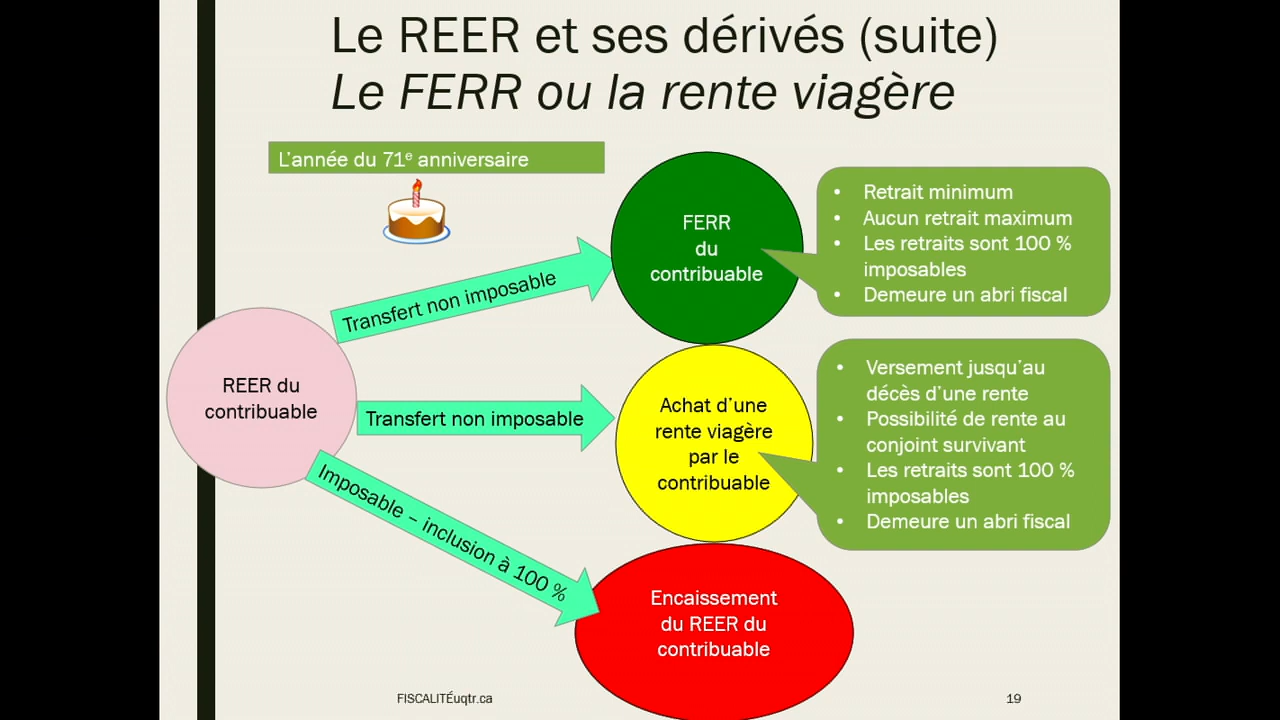 Le REER et ses dérivés (suite)
Le FERR ou la rente viagère
L'année du 71e anniversaire
FERR
du
contribuable
• Retrait minimum
• Aucun retrait maximum
• Les retraits sont 100 %
imposables
• Demeure un abri fiscal
Transfert non imposable
REER du
contribuable
Transfert non imposable
Achat d'une
rente viagère
par le
contribuable
• Versement jusqu'au
décès d'une rente
• Possibilité de rente au
conjoint survivant
• Les retraits sont 100 %
imposables
• Demeure un abri fiscal
Imposable – inclusion à 100 %
Encaissement
du REER du
contribuable
FISCALITÉuqtr.ca
19